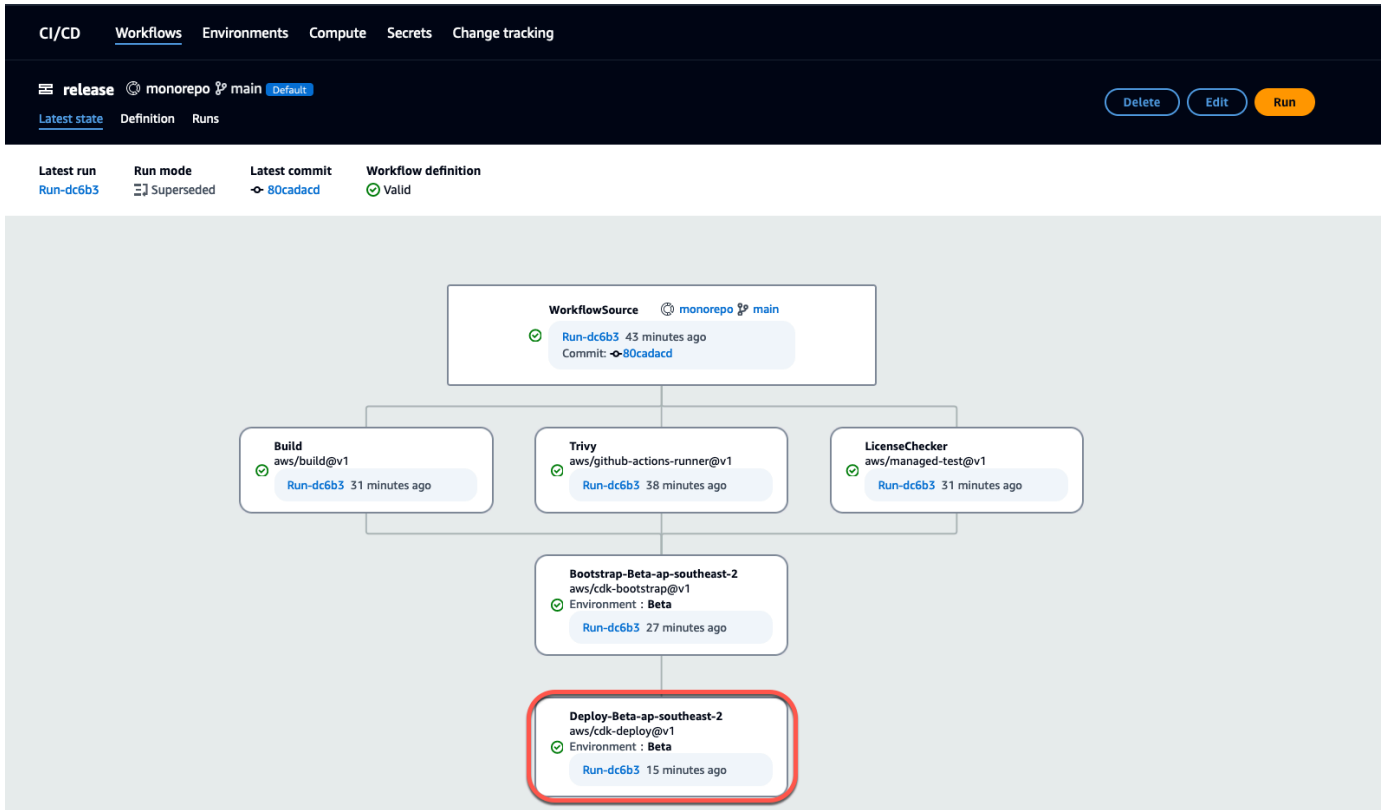 CI/CD Workflows Environments Compute Secrets Change tracking
release monorepo main Default
Delete Edit Run
Latest state Definition Runs
Latest run Run mode Latest commit Workflow definition
Run-dc6b3 Superseded 80cadacd Valid
WorkflowSource monorepo main
Run-dc6b3 43 minutes ago
Commit: 80cadacd
Build
aws/build@v1
Run-dc6b3 31 minutes ago
Trivy
aws/github-actions-runner@v1
Run-dc6b3 38 minutes ago
LicenseChecker
aws/managed-test@v1
Run-dc6b3 31 minutes ago
Bootstrap-Beta-ap-southeast-2
aws/cdk-bootstrap@v1
Environment : Beta
Run-dc6b3 27 minutes ago
Deploy-Beta-ap-southeast-2
aws/cdk-deploy@v1
Environment : Beta
Run-dc6b3 15 minutes ago